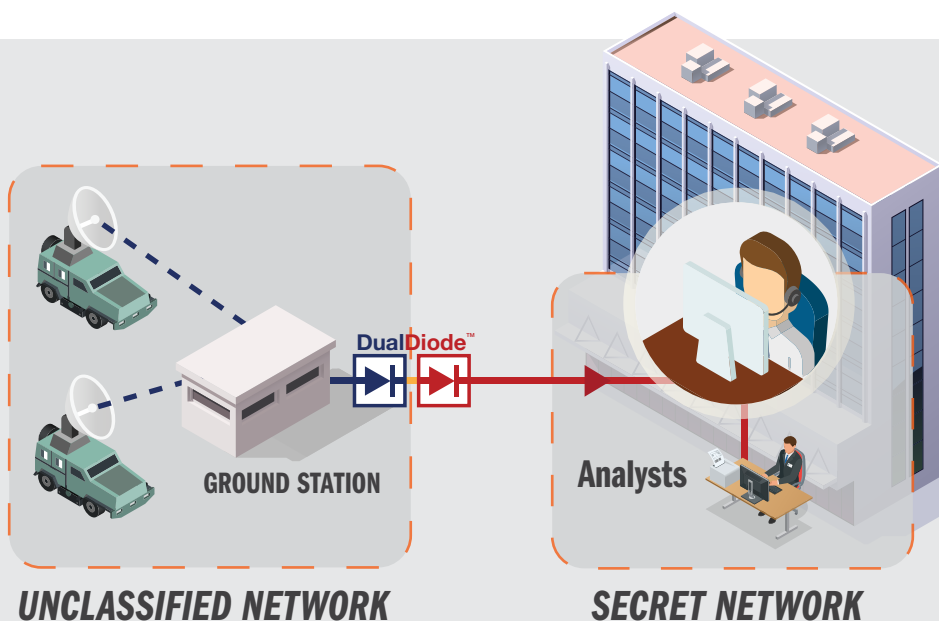 DualDiode™
GROUND STATION
Analysts
UNCLASSIFIED NETWORK
SECRET NETWORK